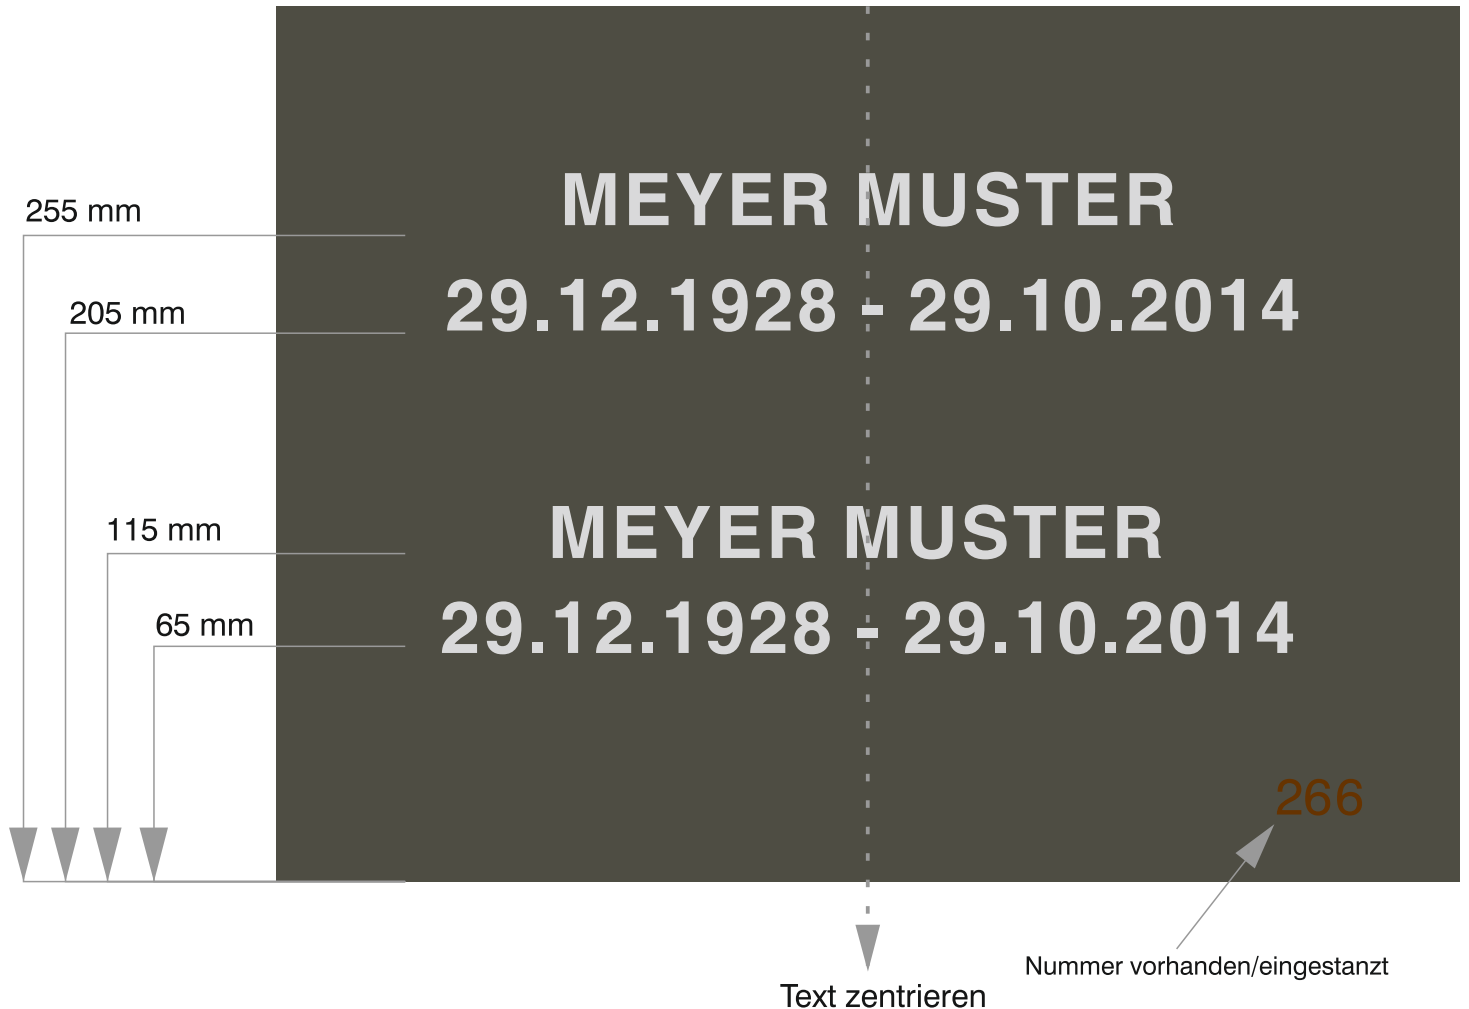 MEYER MUSTER
255 mm
29.12.1928 - 29.10.2014
205 mm
MEYER MUSTER
115 mm
29.12.1928 - 29.10.2014
65 mm
266
Nummer vorhanden/eingestanzt
Text zentrieren